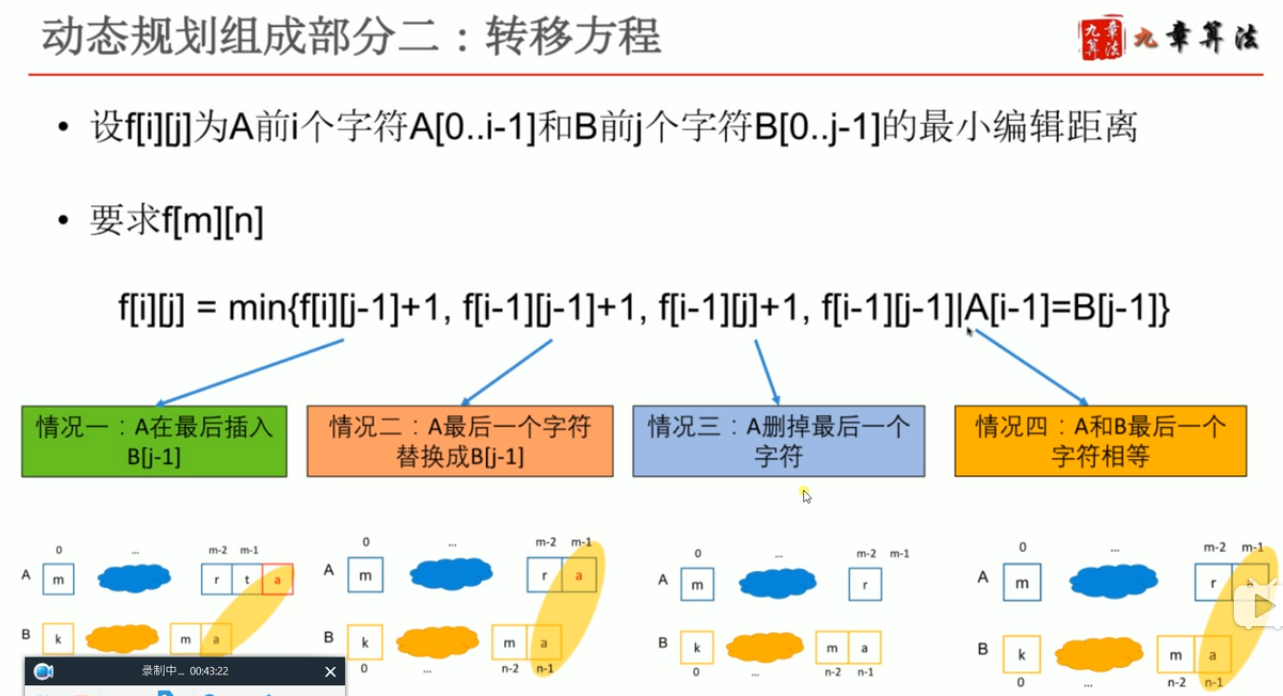 动态规划组成部分二：转移方程
九章算法
九章算法
• 设f[i][j]为A前i个字符A[0..i-1]和B前j个字符B[0..j-1]的最小编辑距离
• 要求f[m][n]
f[i][j] = min{f[i][j-1]+1, f[i-1][j-1]+1, f[i-1][j]+1, f[i-1][j-1]|A[i-1]=B[j-1]}
情况一：A在最后插入
B[j-1]
情况二：A最后一个字符
替换成B[j-1]
情况三：A删掉最后一个
字符
情况四：A和B最后一个
字符相等
0 ... m-2 m-1
A m r t a
B k m a
0 ... m-2 m-1
A m r a
B k m a
0 ... n-2 n-1
0 ... m-2 m-1
A m r
B k m a
0 ... n-2 n-1
0 ... m-2 m-1
A m r
B k m a
0 ... n-2 n-1
录制中... 00:43:22